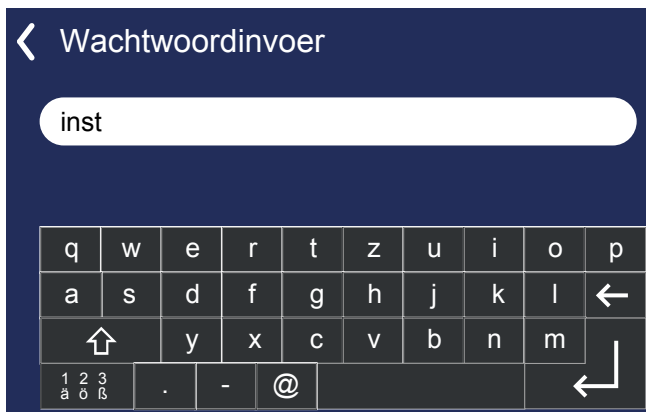 Wachtwoordinvoer
inst
q w e r t z u i o p
a s d f g h j k l
y x c v b n m
1 2 3
ä ö ß . - @